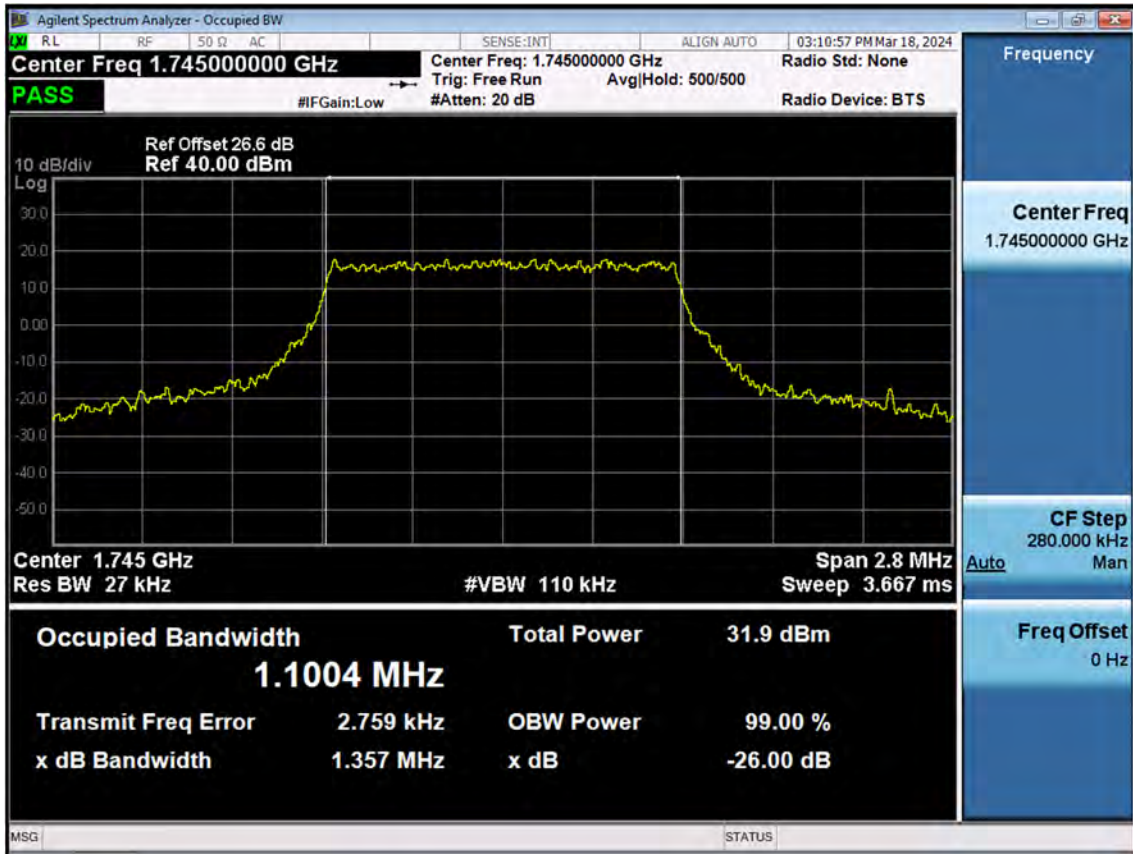 Agilent Spectrum Analyzer - Occupied BW
LXI RL RF 50 Ω AC SENSE:INT ALIGN AUTO 03:10:57 PM Mar 18, 2024
Center Freq 1.745000000 GHz
Center Freq: 1.745000000 GHz
Radio Std: None
Trig: Free Run Avg|Hold: 500/500
PASS
#IFGain:Low
#Atten: 20 dB
Radio Device: BTS
Ref Offset 26.6 dB
10 dB/div Ref 40.00 dBm
Log
30.0
20.0
10.0
0.00
-10.0
-20.0
-30.0
-40.0
-50.0
Center 1.745 GHz Span 2.8 MHz
Res BW 27 kHz #VBW 110 kHz Sweep 3.667 ms
Occupied Bandwidth Total Power 31.9 dBm
1.1004 MHz
Transmit Freq Error 2.759 kHz OBW Power 99.00 %
x dB Bandwidth 1.357 MHz x dB -26.00 dB
MSG STATUS
Frequency
Center Freq
1.745000000 GHz
CF Step
280.000 kHz
Auto Man
Freq Offset
0 Hz